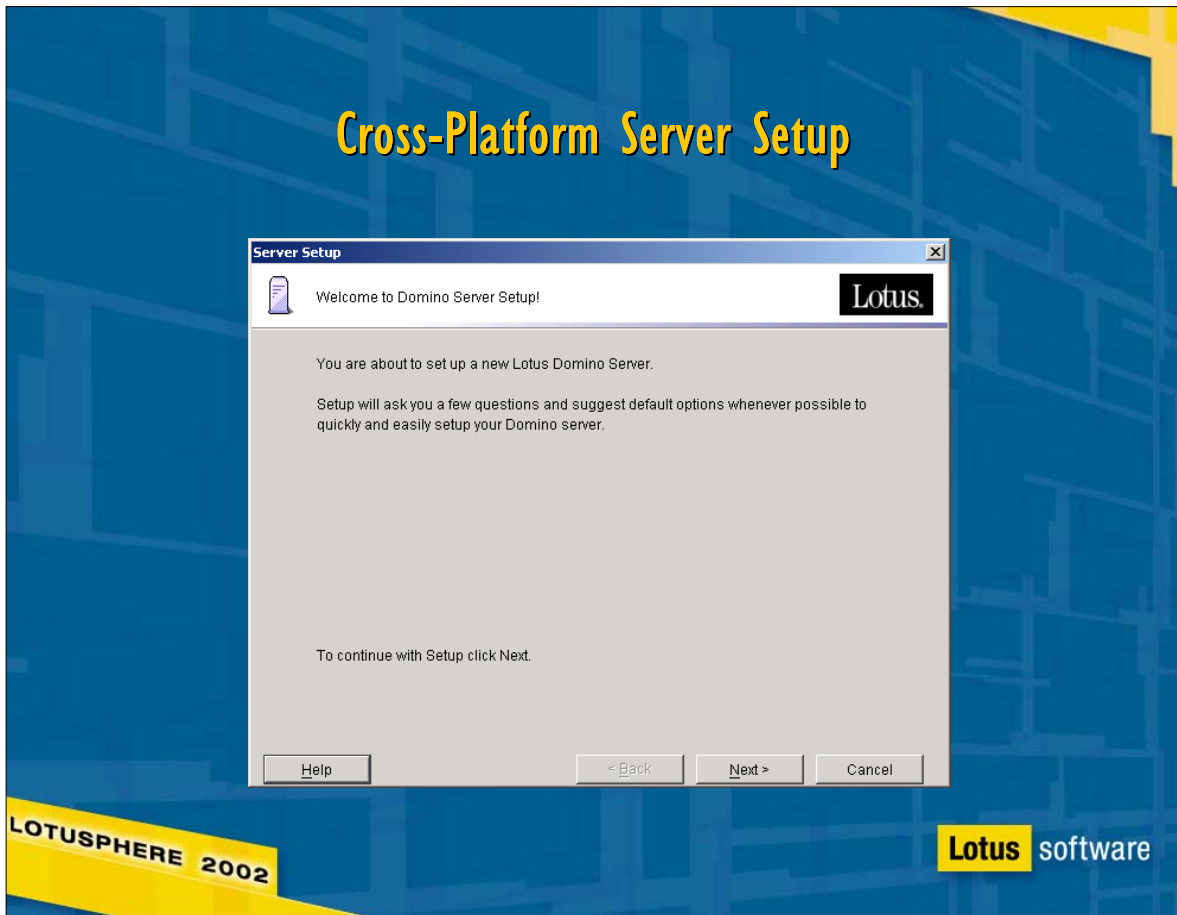 Cross-Platform Server Setup
Server Setup
Welcome to Domino Server Setup!
Lotus.
You are about to set up a new Lotus Domino Server.
Setup will ask you a few questions and suggest default options whenever possible to
quickly and easily setup your Domino server.
To continue with Setup click Next.
Help
< Back
Next >
Cancel
LOTUSPHERE 2002
Lotus software